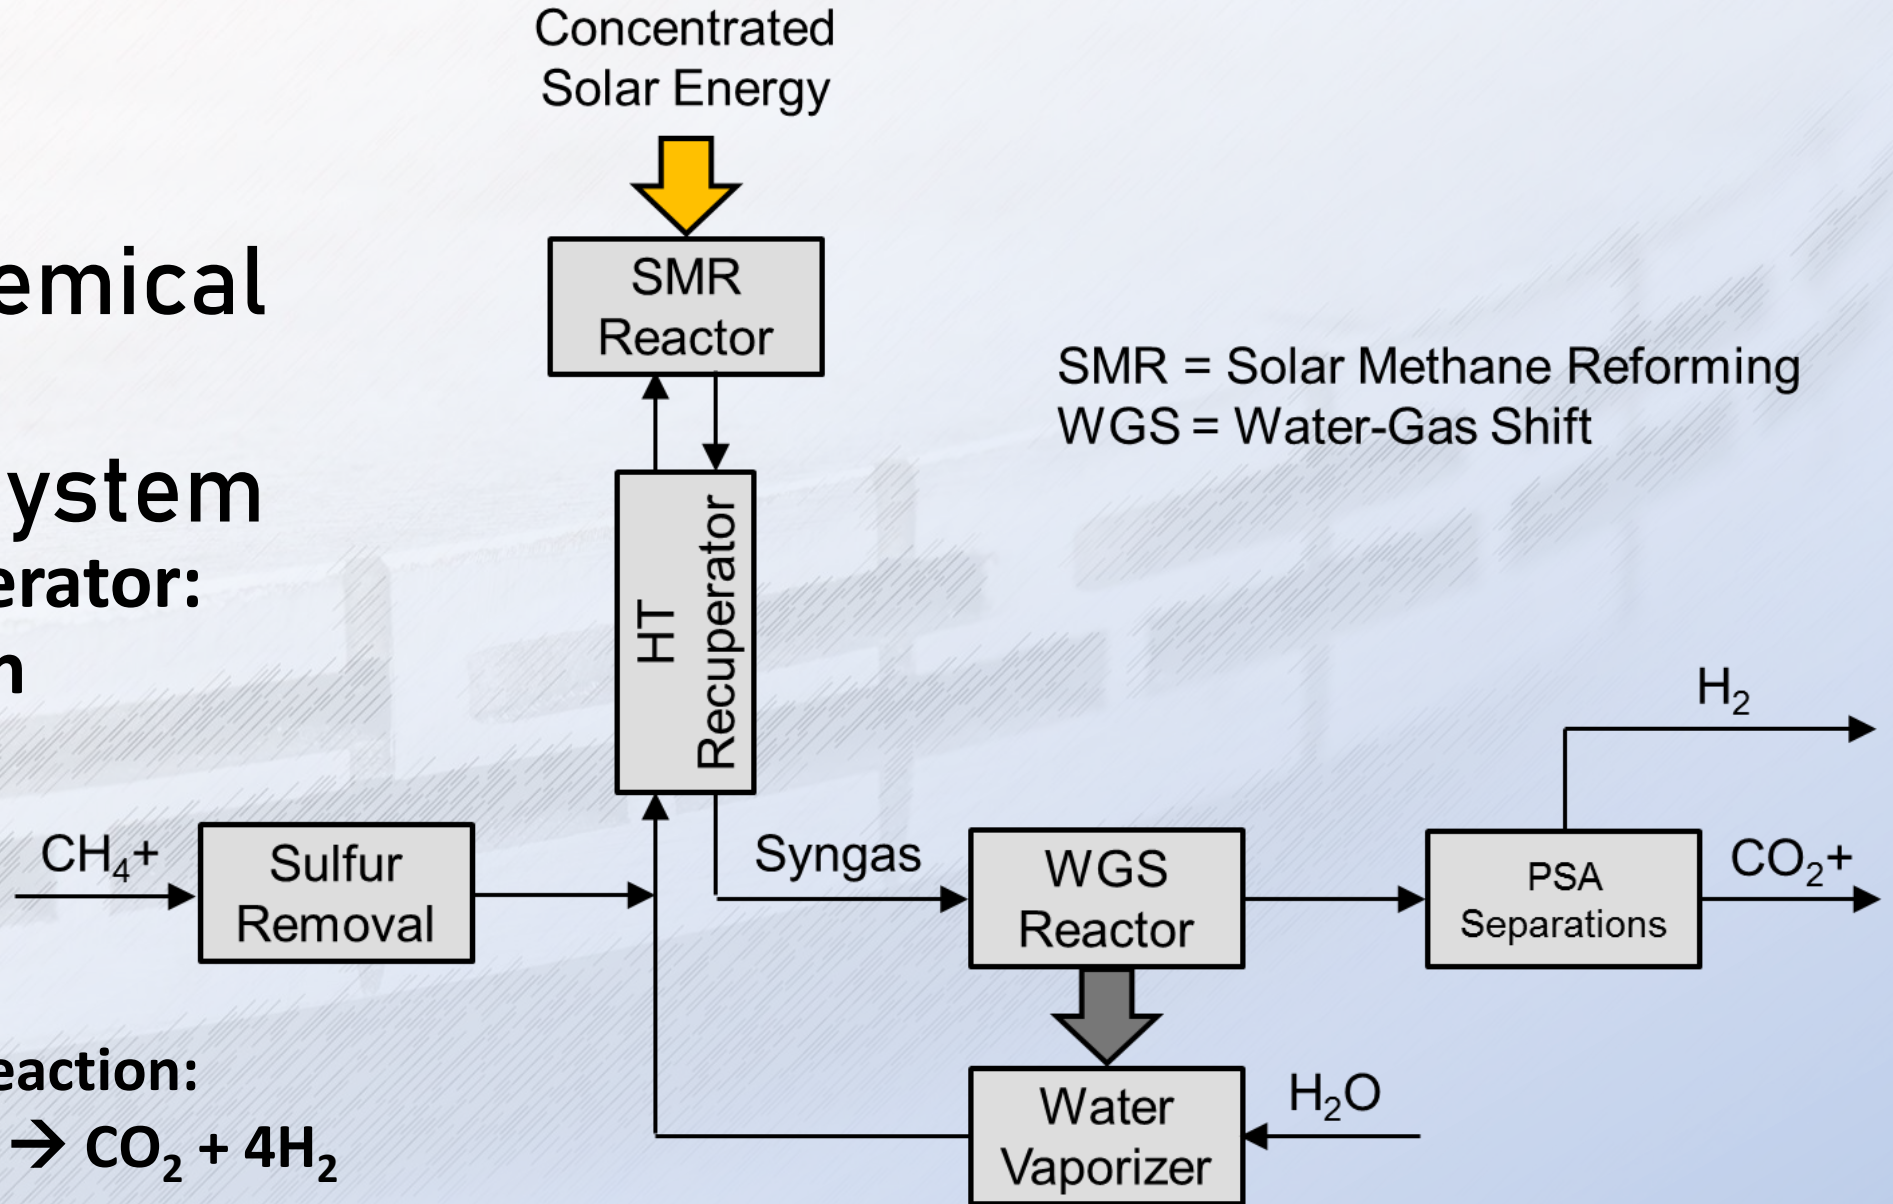 Concentrated
Solar Energy
SMR
Reactor
emical
ystem
erator:
n
SMR = Solar Methane Reforming
WGS = Water-Gas Shift
HT
Recuperator
H₂
CH₄+
Sulfur
Removal
Syngas
WGS
Reactor
PSA
Separations
CO₂+
eaction:
→ CO₂ + 4H₂
Water
Vaporizer
H₂O